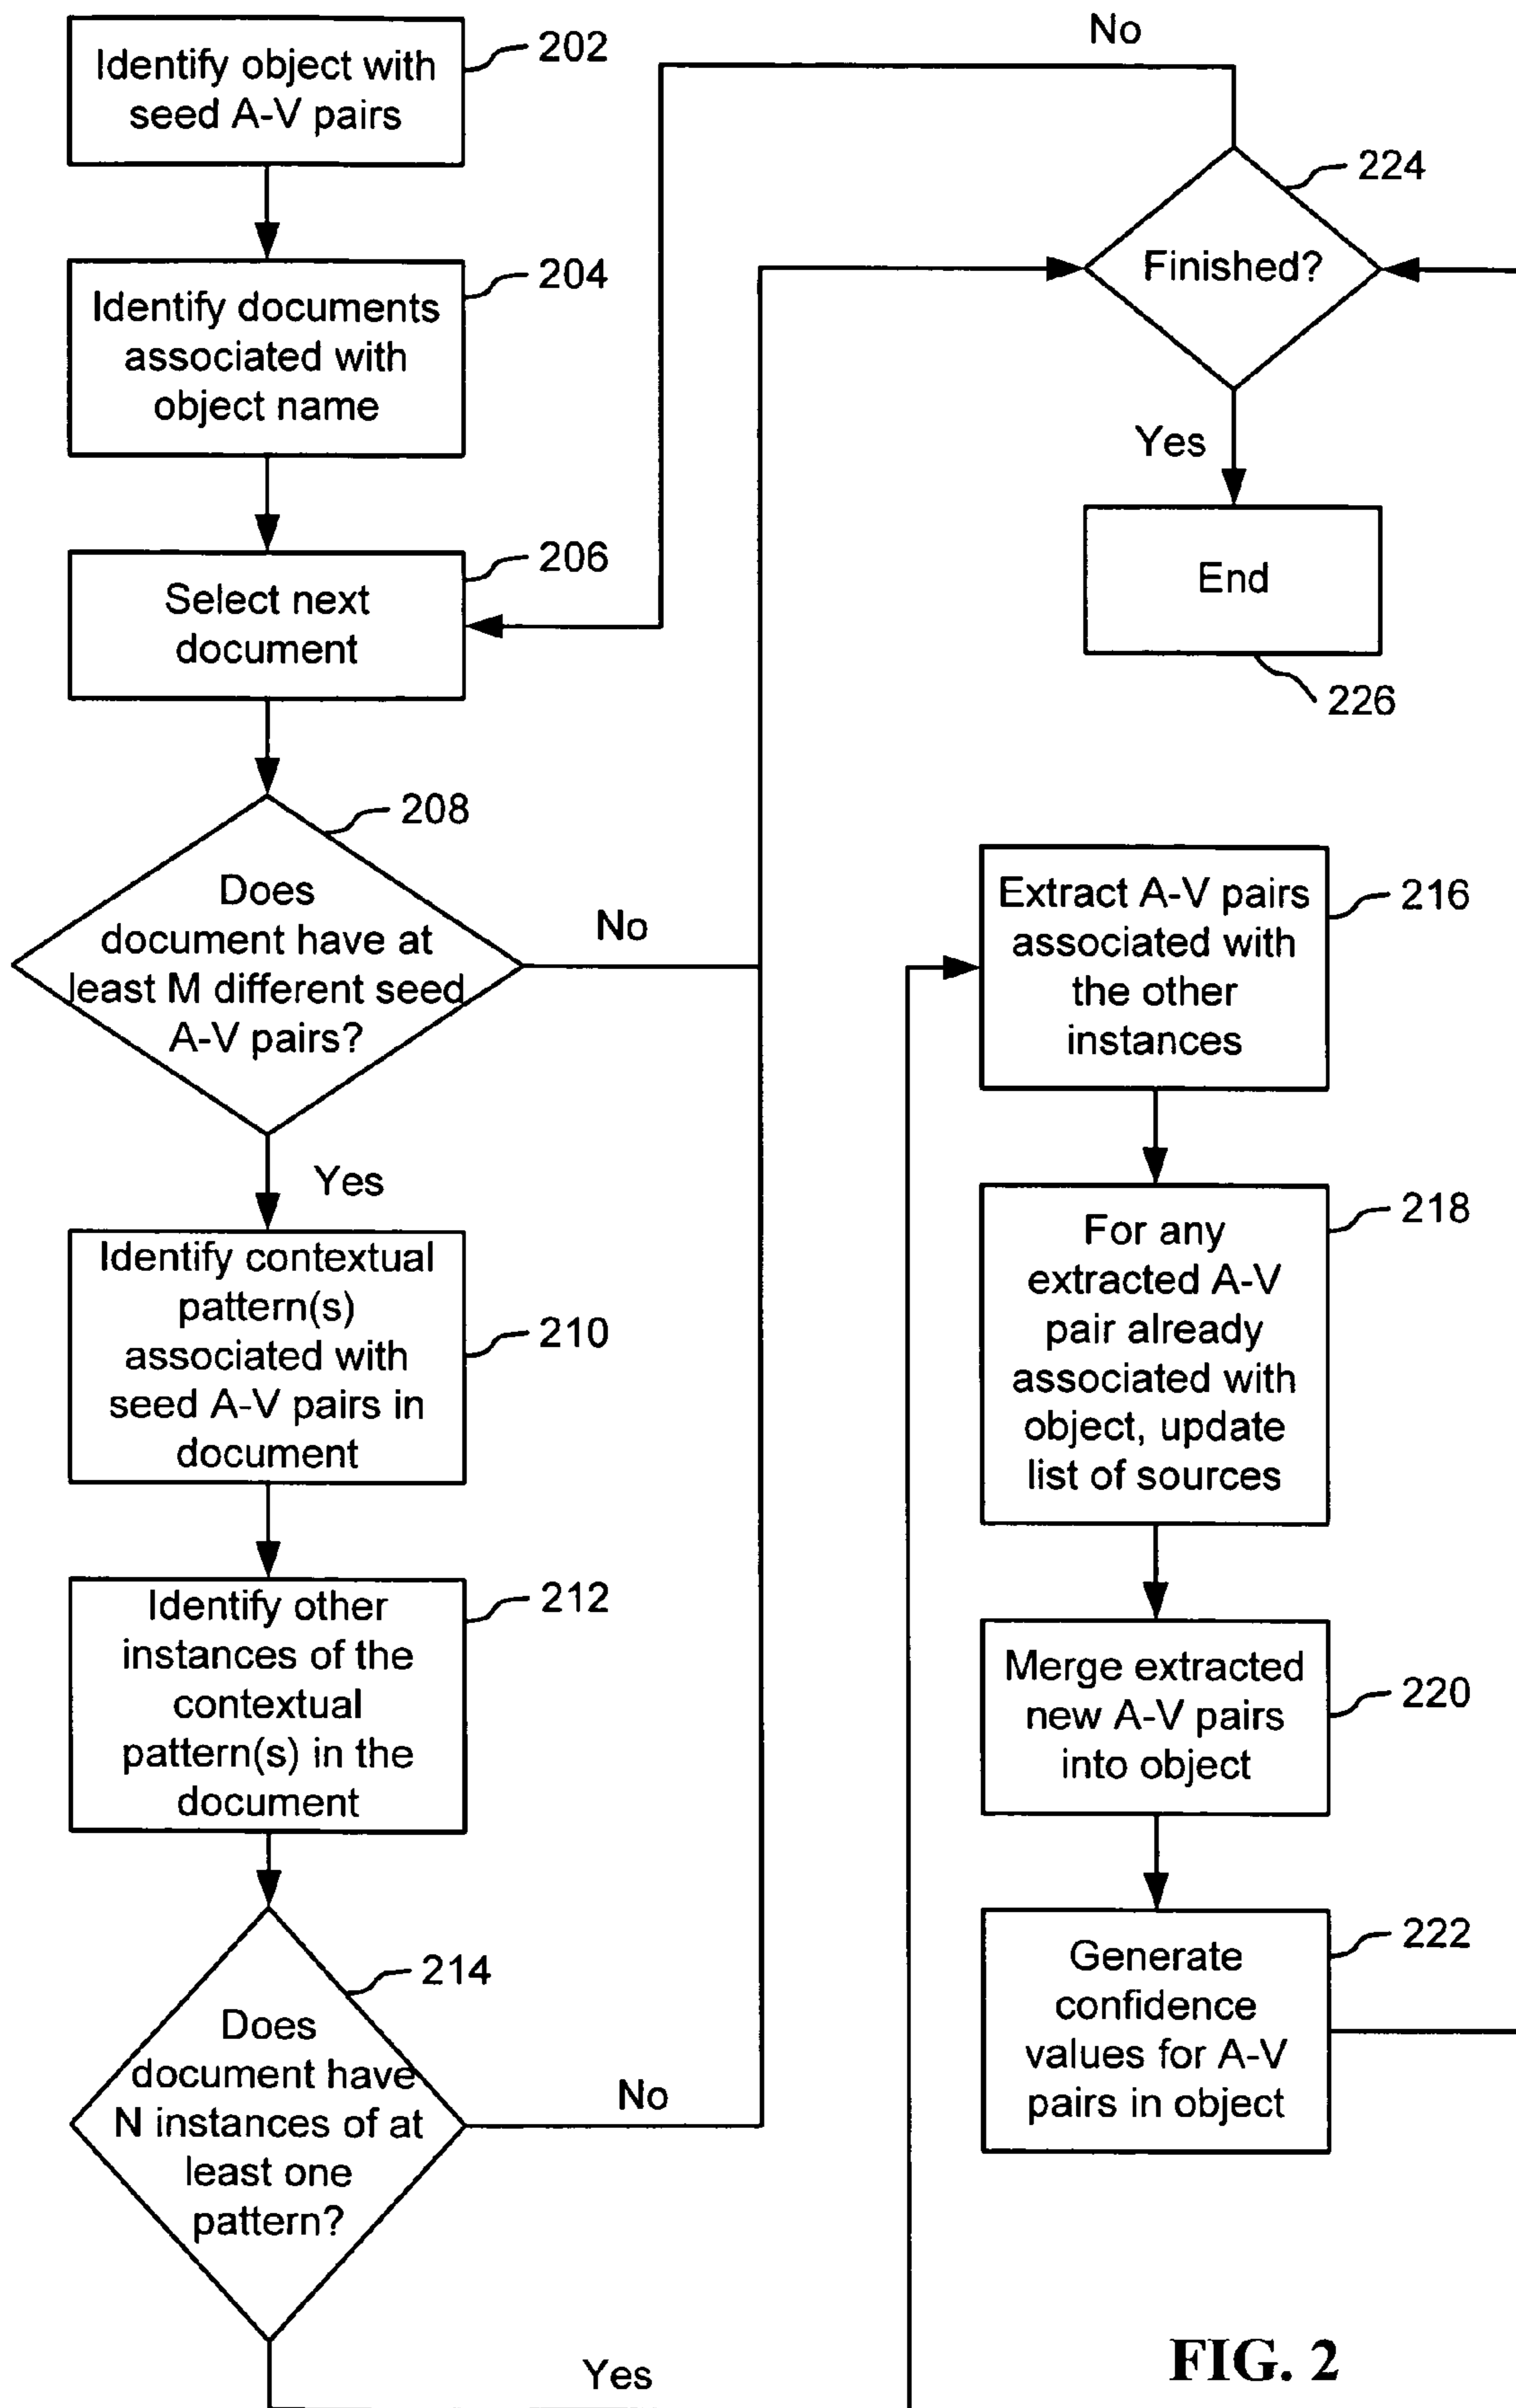 Identify object with
seed A-V pairs
202
Identify documents
associated with
object name
204
Select next
document
206
Does
document have at
least M different seed
A-V pairs?
208
No
Yes
Identify contextual
pattern(s)
associated with
seed A-V pairs in
document
210
Identify other
instances of the
contextual
pattern(s) in the
document
212
Does
document have
N instances of at
least one
pattern?
214
No
Yes
Extract A-V pairs
associated with
the other
instances
216
For any
extracted A-V
pair already
associated with
object, update
list of sources
218
Merge extracted
new A-V pairs
into object
220
Generate
confidence
values for A-V
pairs in object
222
No
Finished?
224
Yes
End
226
FIG. 2